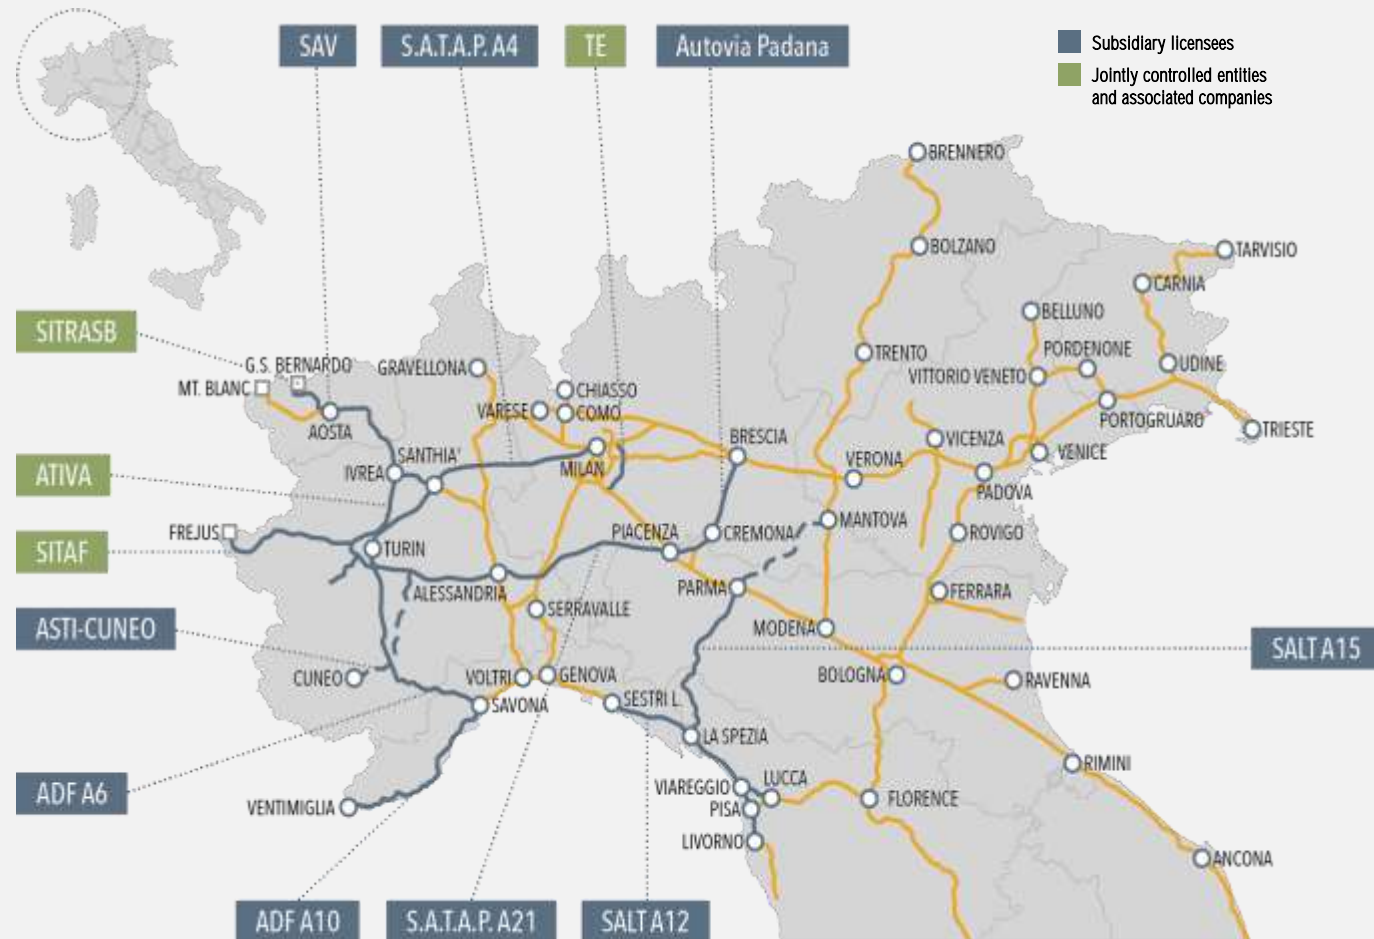 SAV
S.A.T.A.P. A4
TE
Autovia Padana
Subsidiary licensees
Jointly controlled entities
and associated companies
BRENNERO
BOLZANO
TARVISIO
CARNIA
BELLUNO
SITRASB
PORDENONE
TRENTO
UDINE
G.S. BERNARDO
GRAVELLONA
VITTORIO VENETO
MT. BLANC
CHIASSO
VARESE
COMO
PORTOGRUARO
AOSTA
TRIESTE
BRESCIA
VICENZA
SANTHIA'
VENICE
VERONA
IVREA
MILAN
ATIVA
PADOVA
MANTOVA
FREJUS
PIACENZA
CREMONA
ROVIGO
SITAF
TURIN
PARMA
ALESSANDRIA
FERRARA
SERRAVALLE
ASTI-CUNEO
MODENA
SALT A15
CUNEO
VOLTRI
GENOVA
BOLOGNA
RAVENNA
SESTRI L.
SAVONA
LA SPEZIA
RIMINI
ADF A6
LUCCA
VIAREGGIO
VENTIMIGLIA
PISA
FLORENCE
LIVORNO
ANCONA
ADF A10
S.A.T.A.P. A21
SALT A12